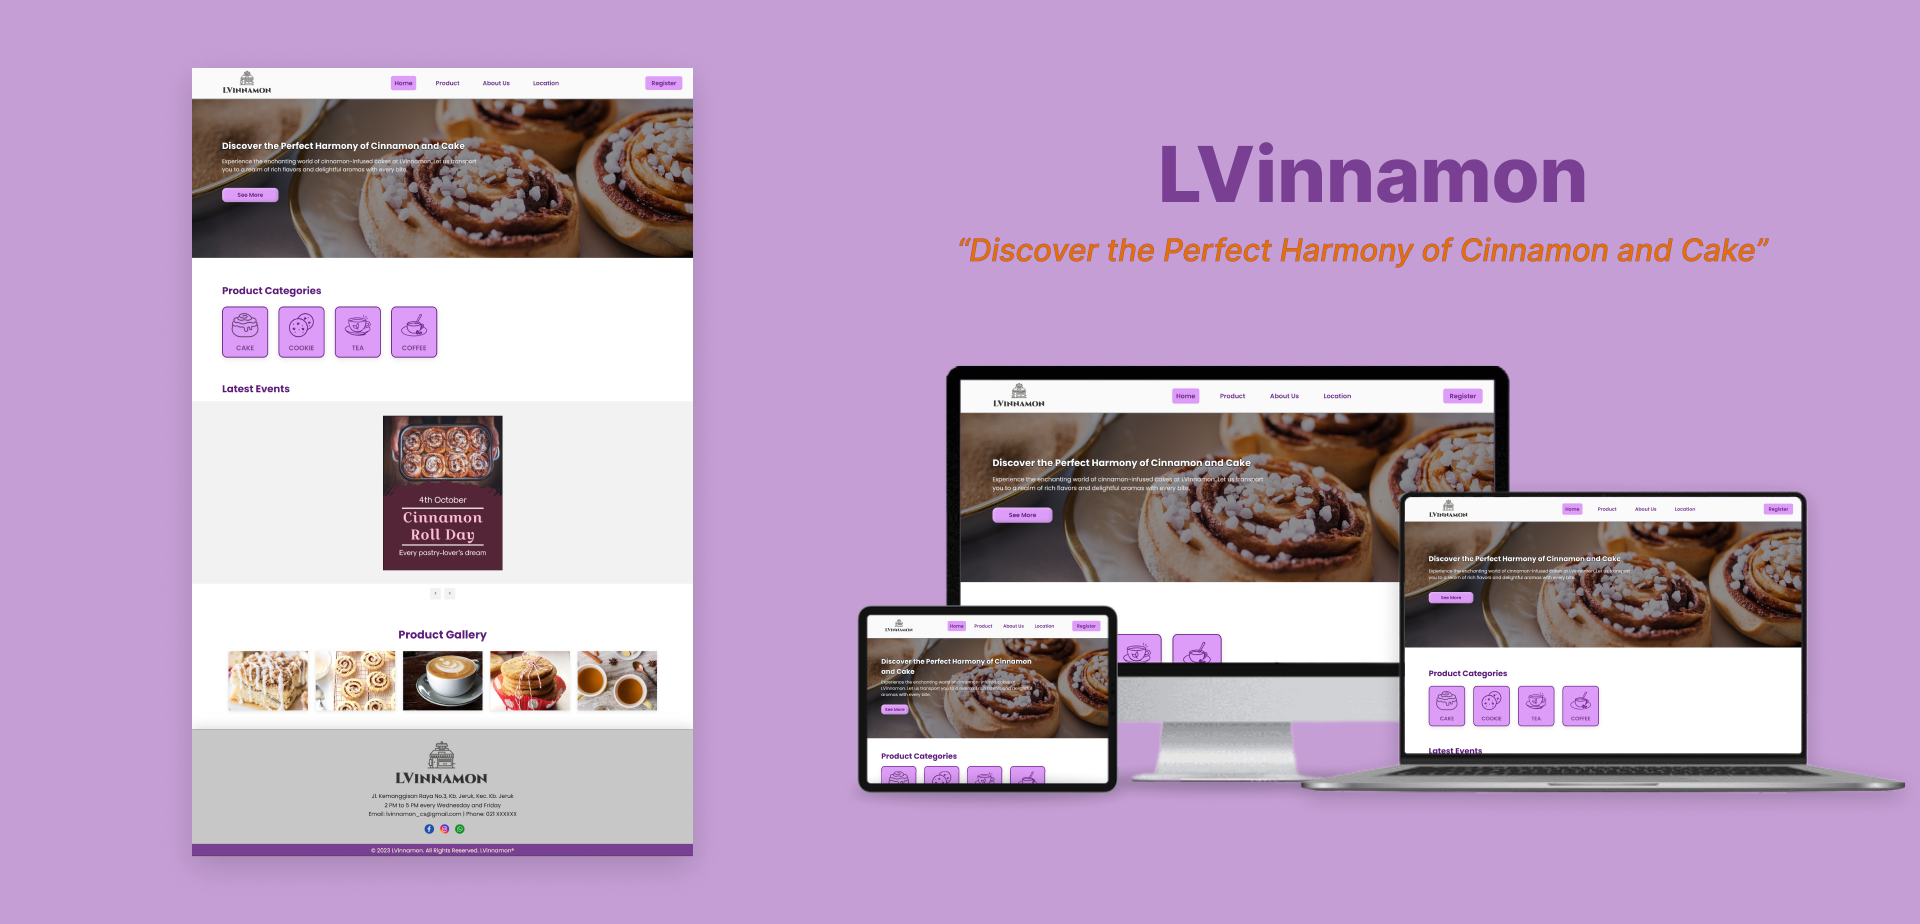 LVINNAMON
Home
Product
About Us
Location
Register
Discover the Perfect Harmony of Cinnamon and Cake
Experience the enchanting world of cinnamon-infused cakes at LVinnamon. Let us transport
you to a realm of rich flavors and delightful aromas with every bite.
See More
Product Categories
CAKE
COOKIE
TEA
COFFEE
Latest Events
4th October
Cinnamon
Roll Day
Every pastry-lover's dream
Product Gallery
LVINNAMON
Jl. Kemanggisan Raya No.3, Kb. Jeruk, Kec. Kb. Jeruk
2 PM to 5 PM every Wednesday and Friday
Email: lvinnamon_cs@gmail.com | Phone: 021 XXXXXX
© 2023 LVinnamon. All Rights Reserved. LVinnamon®
LVinnamon
“Discover the Perfect Harmony of Cinnamon and Cake”
LVINNAMON
Home
Product
About Us
Location
Register
Discover the Perfect Harmony of Cinnamon and Cake
Experience the enchanting world of cinnamon-infused cakes at LVinnamon. Let us transport
you to a realm of rich flavors and delightful aromas with every bite.
See More
LVINNAMON
Home
Product
About Us
Location
Register
Discover the Perfect Harmony of Cinnamon
and Cake
Experience the enchanting world of cinnamon-infused cakes at
LVinnamon. Let us transport you to a realm of rich flavors and delightful
aromas with every bite.
See More
Product Categories
LVINNAMON
Home
Product
About Us
Location
Register
Discover the Perfect Harmony of Cinnamon and Cake
Experience the enchanting world of cinnamon-infused cakes at LVinnamon. Let us transport
you to a realm of rich flavors and delightful aromas with every bite.
See More
Product Categories
CAKE
COOKIE
TEA
COFFEE
Latest Events